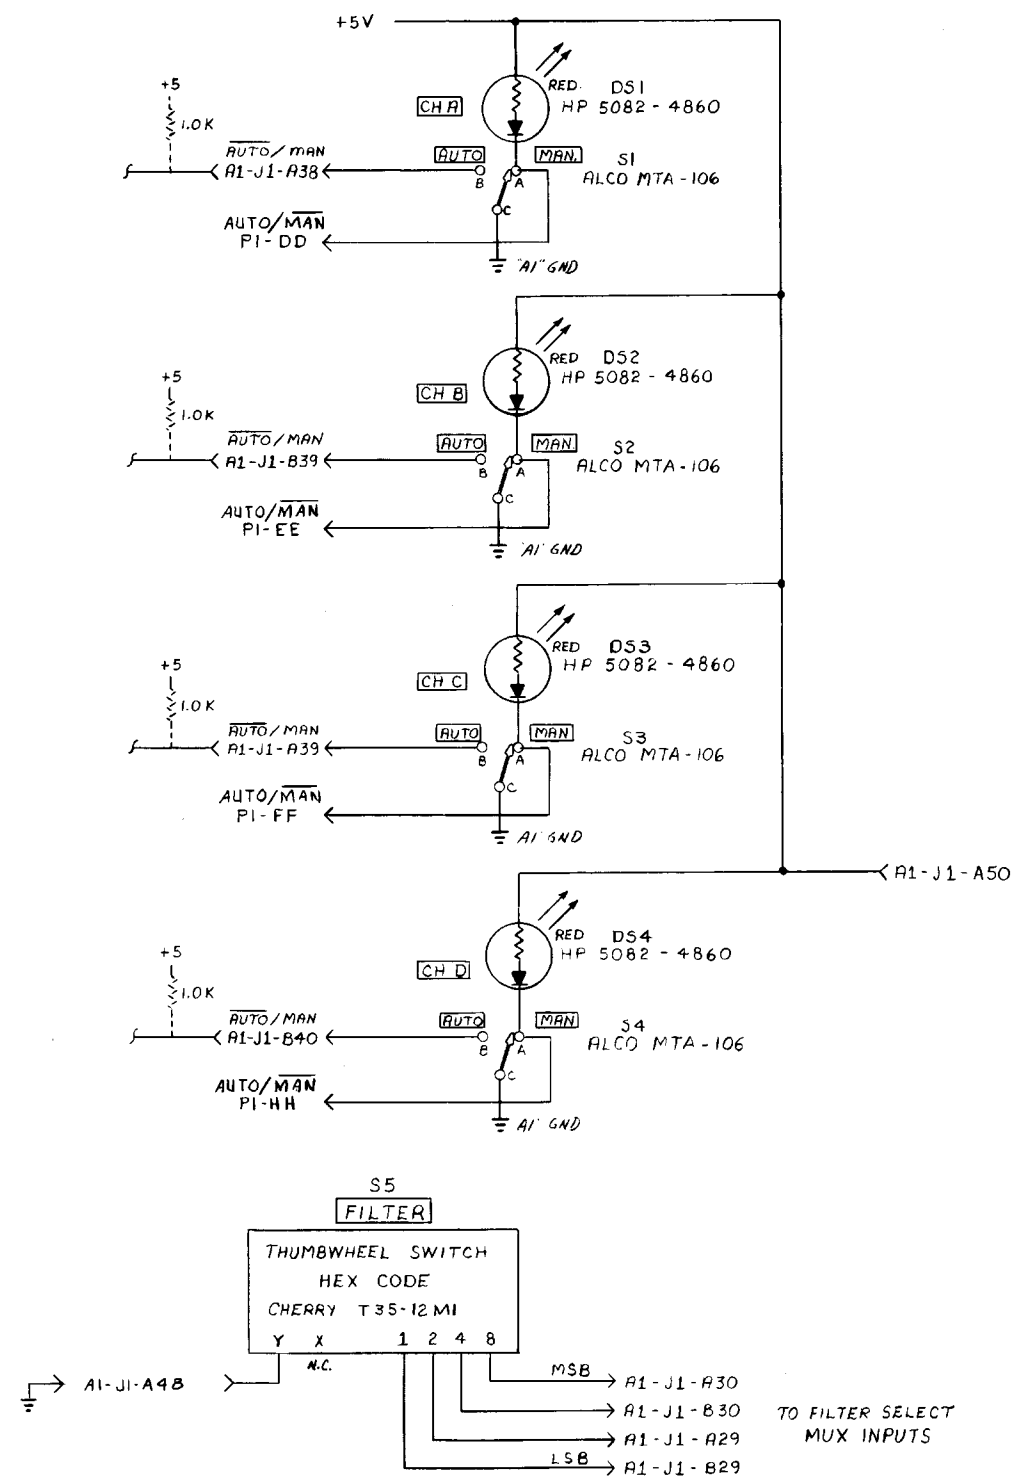 +5V
RED. DS1
HP 5082-4860
CH A
+5
1.0K
AUTO/MAN
A1-J1-A38
AUTO
MAN.
S1
ALCO MTA-106
B
A
C
AUTO/MAN
P1-DD
"A1" GND
RED DS2
HP 5082-4860
CH B
+5
1.0K
AUTO/MAN
A1-J1-B39
AUTO
MAN.
S2
ALCO MTA-106
B
A
C
AUTO/MAN
P1-EE
"A1" GND
RED DS3
HP 5082-4860
CH C
+5
1.0K
AUTO/MAN
A1-J1-A39
AUTO
MAN
S3
ALCO MTA-106
B
A
C
AUTO/MAN
P1-FF
A1" GND
A1-J1-A50
RED DS4
HP 5082-4860
CH D
+5
1.0K
AUTO/MAN
A1-J1-B40
AUTO
MAN
S4
ALCO MTA-106
B
A
C
AUTO/MAN
P1-HH
A1" GND
S5
FILTER
THUMBWHEEL SWITCH
HEX CODE
CHERRY T35-12M1
Y X 1 2 4 8
N.C.
A1-J1-A48
MSB
A1-J1-A30
A1-J1-B30
A1-J1-A29
LSB
A1-J1-B29
TO FILTER SELECT
MUX INPUTS